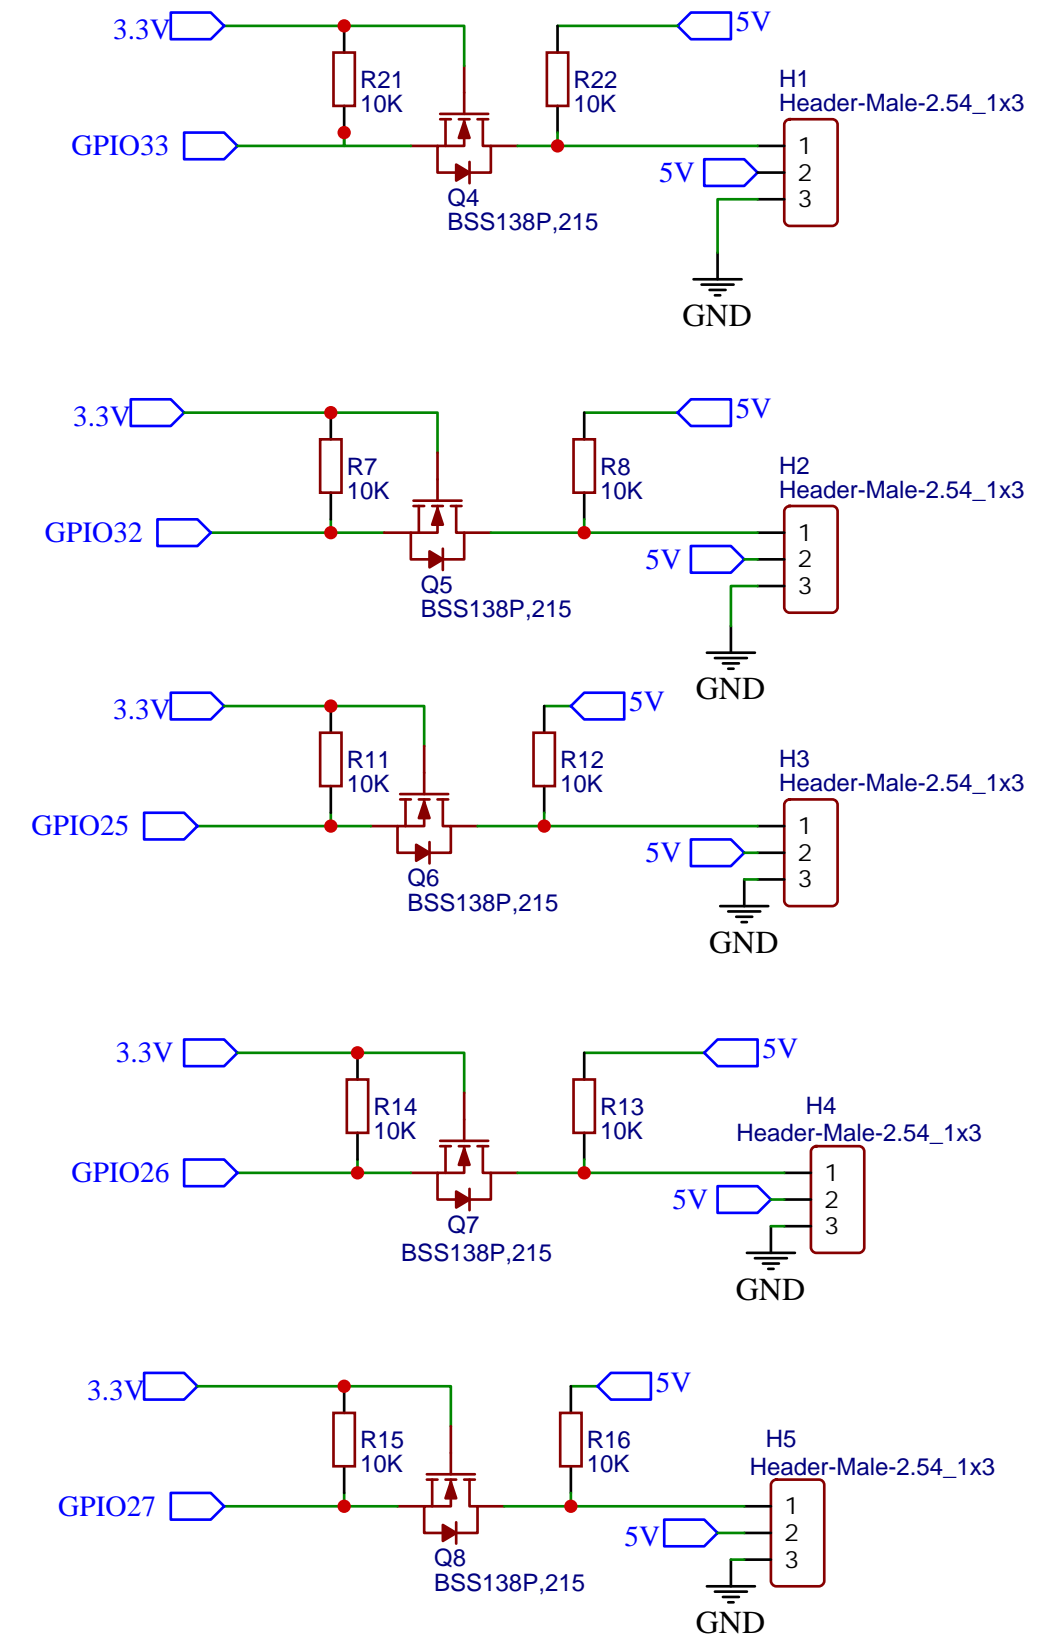 3.3V
5V
R21
10K
R22
10K
H1
Header-Male-2.54_1x3
GPIO33
1
5V
2
3
Q4
BSS138P,215
GND
3.3V
5V
R7
10K
R8
10K
H2
Header-Male-2.54_1x3
GPIO32
1
5V
2
3
Q5
BSS138P,215
GND
3.3V
5V
R11
10K
R12
10K
H3
Header-Male-2.54_1x3
GPIO25
1
5V
2
3
Q6
BSS138P,215
GND
3.3V
5V
R14
10K
R13
10K
H4
Header-Male-2.54_1x3
GPIO26
1
5V
2
3
Q7
BSS138P,215
GND
3.3V
5V
R15
10K
R16
10K
H5
Header-Male-2.54_1x3
GPIO27
1
5V
2
3
Q8
BSS138P,215
GND